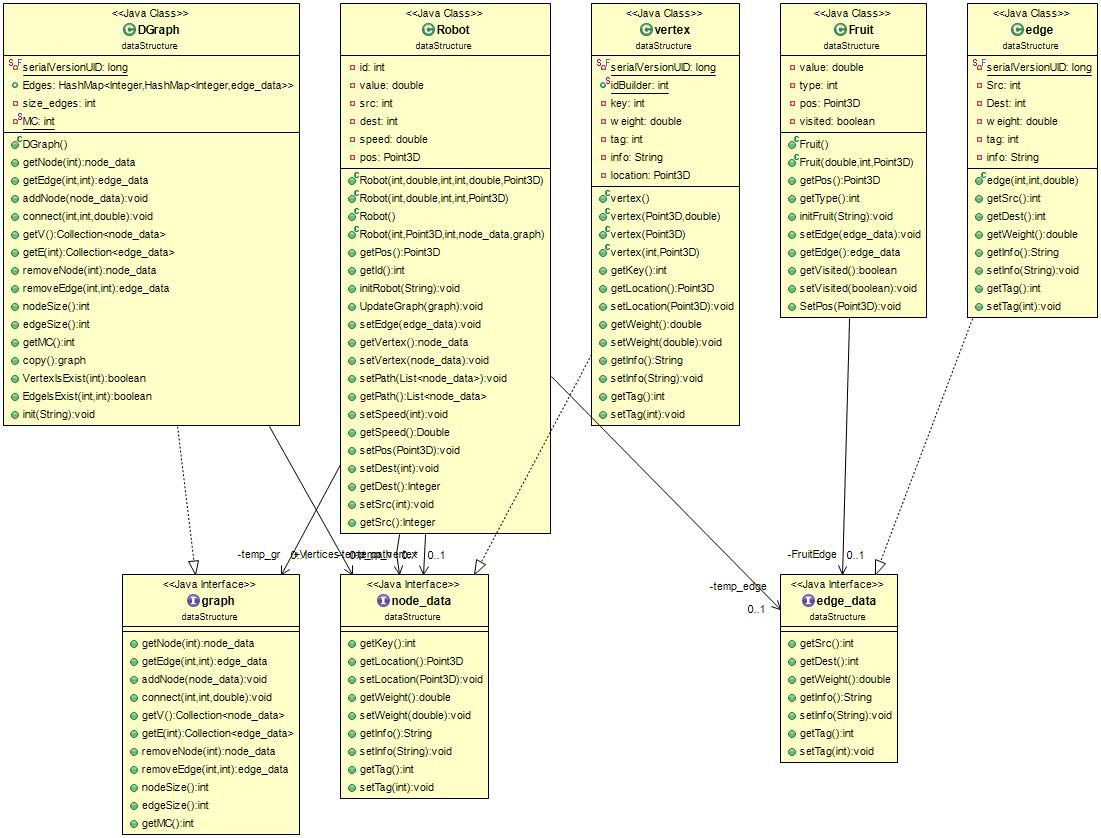 <<Java Class>>
DGraph
dataStructure
serialVersionUID: long
Edges: HashMap<Integer,HashMap<Integer,edge_data>>
size_edges: int
MC: int
DGraph()
getNode(int):node_data
getEdge(int,int):edge_data
addNode(node_data):void
connect(int,int,double):void
getV():Collection<node_data>
getE(int):Collection<edge_data>
removeNode(int):node_data
removeEdge(int,int):edge_data
nodeSize():int
edgeSize():int
getMC():int
copy():graph
VertexIsExist(int):boolean
EdgeIsExist(int,int):boolean
init(String):void
<<Java Class>>
Robot
dataStructure
id: int
value: double
src: int
dest: int
speed: double
pos: Point3D
Robot(int,double,int,int,double,Point3D)
Robot(int,double,int,int,Point3D)
Robot()
Robot(int,Point3D,int,node_data,graph)
getPos():Point3D
getId():int
initRobot(String):void
UpdateGraph(graph):void
setEdge(edge_data):void
getVertex():node_data
setVertex(node_data):void
setPath(List<node_data>):void
getPath():List<node_data>
setSpeed(int):void
getSpeed():Double
setPos(Point3D):void
setDest(int):void
getDest():Integer
setSrc(int):void
getSrc():Integer
<<Java Class>>
vertex
dataStructure
serialVersionUID: long
idBuilder: int
key: int
weight: double
tag: int
info: String
location: Point3D
vertex()
vertex(Point3D,double)
vertex(Point3D)
vertex(int,Point3D)
getKey():int
getLocation():Point3D
setLocation(Point3D):void
getWeight():double
setWeight(double):void
getInfo():String
setInfo(String):void
getTag():int
setTag(int):void
<<Java Class>>
Fruit
dataStructure
value: double
type: int
pos: Point3D
visited: boolean
Fruit()
Fruit(double,int,Point3D)
getPos():Point3D
getType():int
initFruit(String):void
setEdge(edge_data):void
getEdge():edge_data
getVisited():boolean
setVisited(boolean):void
SetPos(Point3D):void
<<Java Class>>
edge
dataStructure
serialVersionUID: long
Src: int
Dest: int
weight: double
tag: int
info: String
edge(int,int,double)
getSrc():int
getDest():int
getWeight():double
getInfo():String
setInfo(String):void
getTag():int
setTag(int):void
-temp_gr
0..1
-FruitEdge
0..1
-temp_edge
0..1
<<Java Interface>>
graph
dataStructure
getNode(int):node_data
getEdge(int,int):edge_data
addNode(node_data):void
connect(int,int,double):void
getV():Collection<node_data>
getE(int):Collection<edge_data>
removeNode(int):node_data
removeEdge(int,int):edge_data
nodeSize():int
edgeSize():int
getMC():int
<<Java Interface>>
node_data
dataStructure
getKey():int
getLocation():Point3D
setLocation(Point3D):void
getWeight():double
setWeight(double):void
getInfo():String
setInfo(String):void
getTag():int
setTag(int):void
<<Java Interface>>
edge_data
dataStructure
getSrc():int
getDest():int
getWeight():double
getInfo():String
setInfo(String):void
getTag():int
setTag(int):void